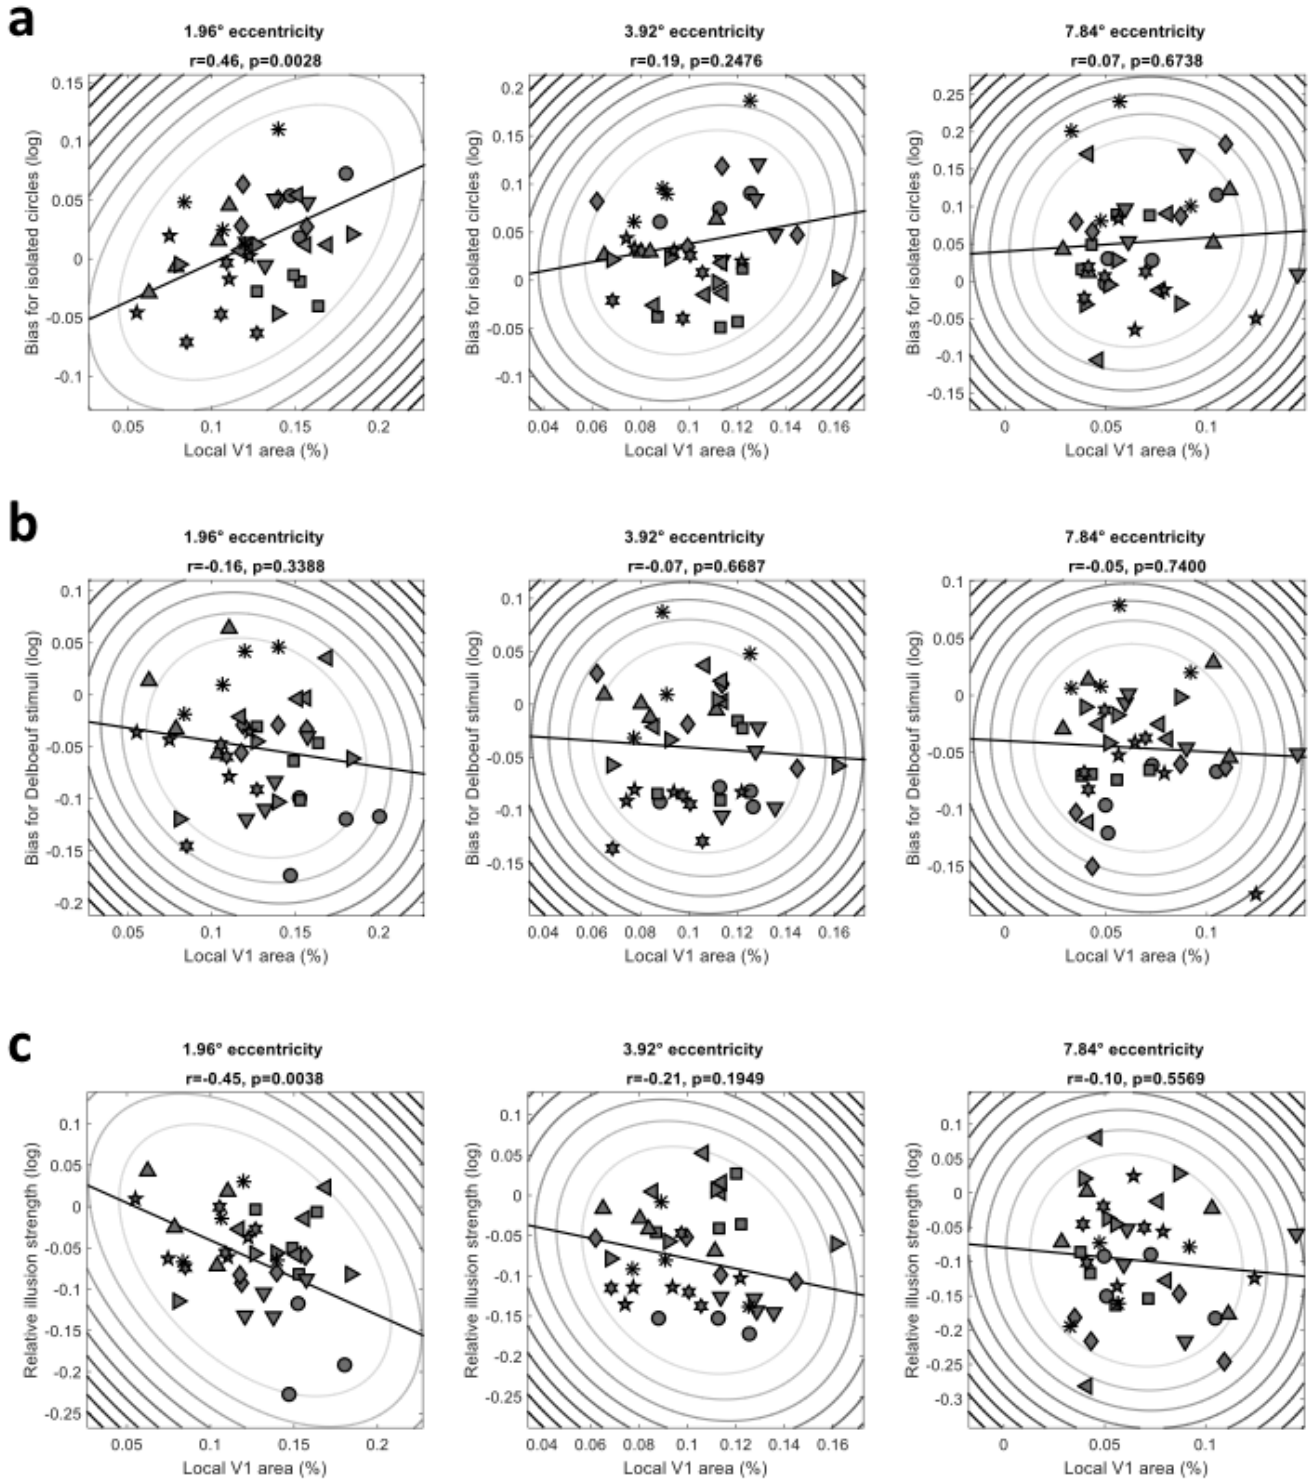 a
1.96° eccentricity
r=0.46, p=0.0028
0.15
0.1
0.05
0
-0.05
-0.1
Bias for isolated circles (log)
0.05 0.1 0.15 0.2
Local V1 area (%)
3.92° eccentricity
r=0.19, p=0.2476
0.2
0.15
0.1
0.05
0
-0.05
-0.1
Bias for isolated circles (log)
0.04 0.06 0.08 0.1 0.12 0.14 0.16
Local V1 area (%)
7.84° eccentricity
r=0.07, p=0.6738
0.25
0.2
0.15
0.1
0.05
0
-0.05
-0.1
-0.15
Bias for isolated circles (log)
0 0.05 0.1
Local V1 area (%)
b
1.96° eccentricity
r=-0.16, p=0.3388
0.1
0.05
0
-0.05
-0.1
-0.15
-0.2
Bias for Delboeuf stimuli (log)
0.05 0.1 0.15 0.2
Local V1 area (%)
3.92° eccentricity
r=-0.07, p=0.6687
0.1
0.05
0
-0.05
-0.1
-0.15
Bias for Delboeuf stimuli (log)
0.04 0.06 0.08 0.1 0.12 0.14 0.16
Local V1 area (%)
7.84° eccentricity
r=-0.05, p=0.7400
0.1
0.05
0
-0.05
-0.1
-0.15
Bias for Delboeuf stimuli (log)
0 0.05 0.1
Local V1 area (%)
c
1.96° eccentricity
r=-0.45, p=0.0038
0.1
0.05
0
-0.05
-0.1
-0.15
-0.2
-0.25
Relative illusion strength (log)
0.05 0.1 0.15 0.2
Local V1 area (%)
3.92° eccentricity
r=-0.21, p=0.1949
0.1
0.05
0
-0.05
-0.1
-0.15
-0.2
-0.25
Relative illusion strength (log)
0.04 0.06 0.08 0.1 0.12 0.14 0.16
Local V1 area (%)
7.84° eccentricity
r=-0.10, p=0.5569
0.1
0.05
0
-0.05
-0.1
-0.15
-0.2
-0.25
-0.3
Relative illusion strength (log)
0 0.05 0.1
Local V1 area (%)